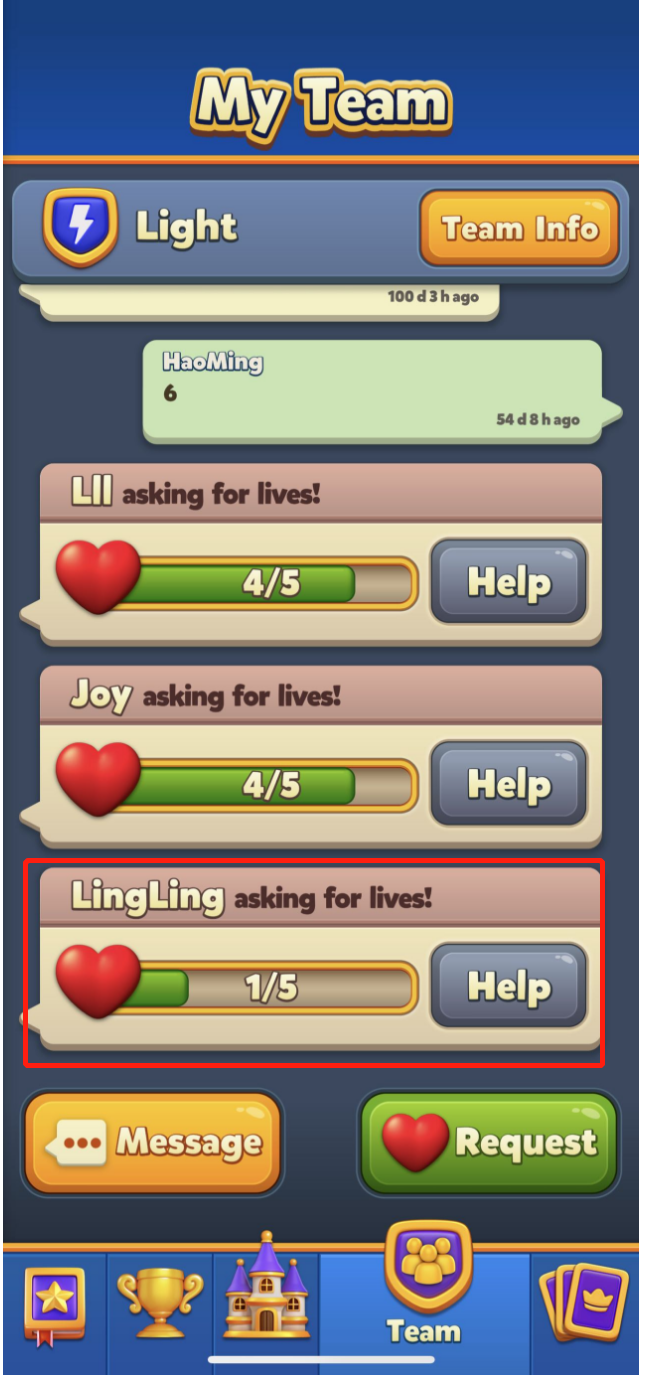 My Team
Light
Team Info
100 d 3 h ago
HaoMing
6
54 d 8 h ago
Lll asking for lives!
4/5
Help
Joy asking for lives!
4/5
Help
LingLing asking for lives!
1/5
Help
Message
Request
Team